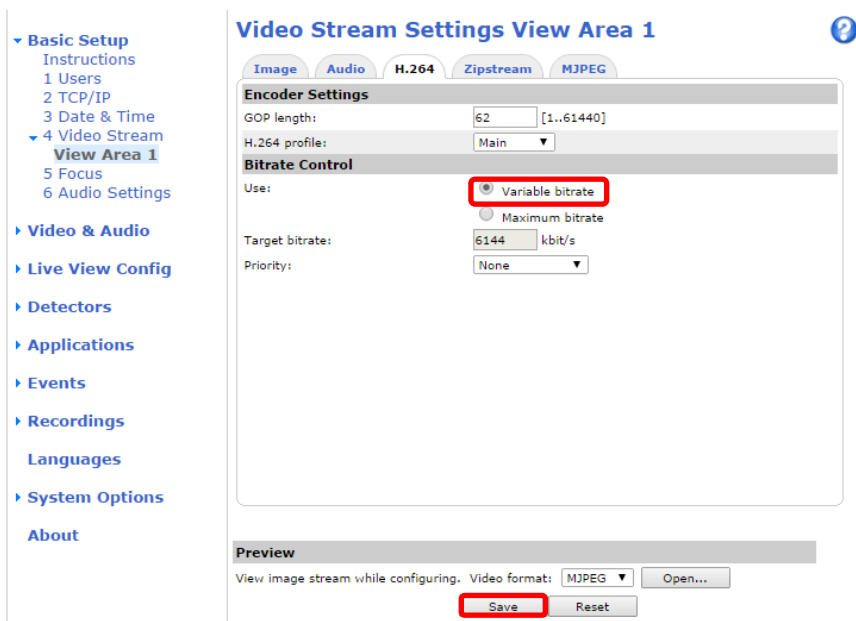 Basic Setup
Instructions
1 Users
2 TCP/IP
3 Date & Time
4 Video Stream
View Area 1
5 Focus
6 Audio Settings
Video & Audio
Live View Config
Detectors
Applications
Events
Recordings
Languages
System Options
About
Video Stream Settings View Area 1
?
Image Audio H.264 Zipstream MJPEG
Encoder Settings
GOP length: 62 [1..61440]
H.264 profile: Main
Bitrate Control
Use: Variable bitrate
Maximum bitrate
Target bitrate: 6144 kbit/s
Priority: None
Preview
View image stream while configuring. Video format: MJPEG Open...
Save Reset